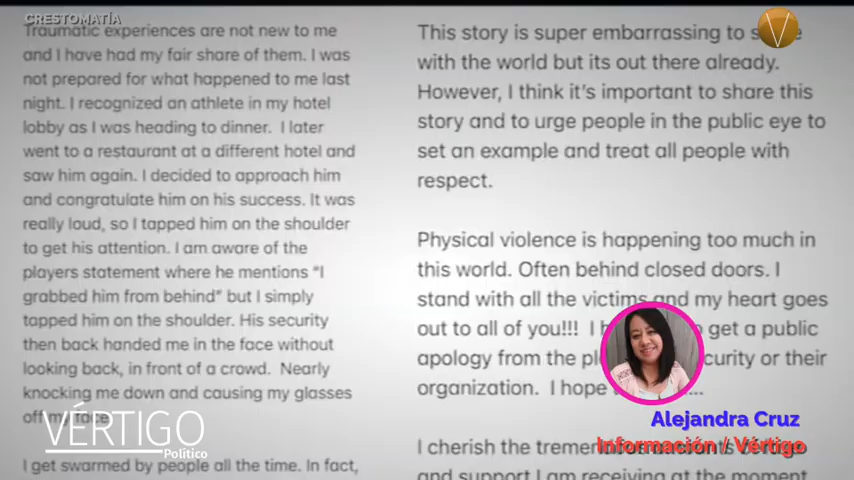 CRESTOMATÍA
V
Traumatic experiences are not new to me
and I have had my fair share of them. I was
not prepared for what happened to me last
night. I recognized an athlete in my hotel
lobby as I was heading to dinner. I later
went to a restaurant at a different hotel and
saw him again. I decided to approach him
and congratulate him on his success. It was
really loud, so I tapped him on the shoulder
to get his attention. I am aware of the
players statement where he mentions "I
grabbed him from behind" but I simply
tapped him on the shoulder. His security
then back handed me in the face without
looking back, in front of a crowd. Nearly
knocking me down and causing my glasses
off my face
I get swarmed by people all the time. In fact,
This story is super embarrassing to
with the world but its out there already.
However, I think it's important to share this
story and to urge people in the public eye to
set an example and treat all people with
respect.
Physical violence is happening too much in
this world. Often behind closed doors. I
stand with all the victims and my heart goes
out to all of you!!! I get a public
apology from the or their
organization. I hope
I cherish the
and support I am receiving at the moment
VÉRTIGO
Político
Alejandra Cruz
Información / Vértigo